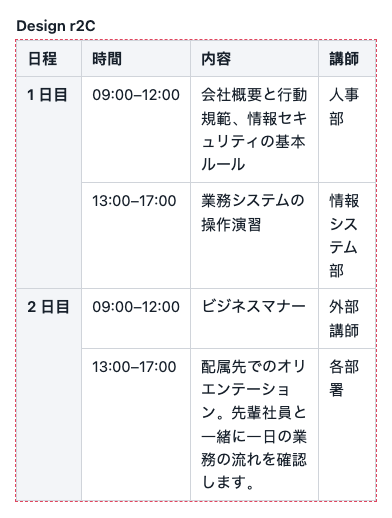 Design r2C
日程 時間 内容 講師
1 日目 09:00–12:00 会社概要と行動 人事
規範、情報セキ 部
ュリティの基本
ルール
13:00–17:00 業務システムの 情報
操作演習 シス
テム
部
2 日目 09:00–12:00 ビジネスマナー 外部
講師
13:00–17:00 配属先でのオリ 各部
エンテーショ 署
ン。先輩社員と
一緒に一日の業
務の流れを確認
します。